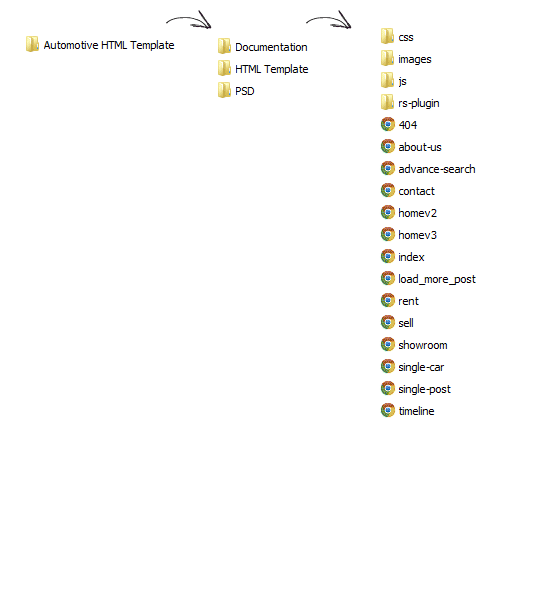 Automotive HTML Template
Documentation
HTML Template
PSD
css
images
js
rs-plugin
404
about-us
advance-search
contact
homev2
homev3
index
load_more_post
rent
sell
showroom
single-car
single-post
timeline